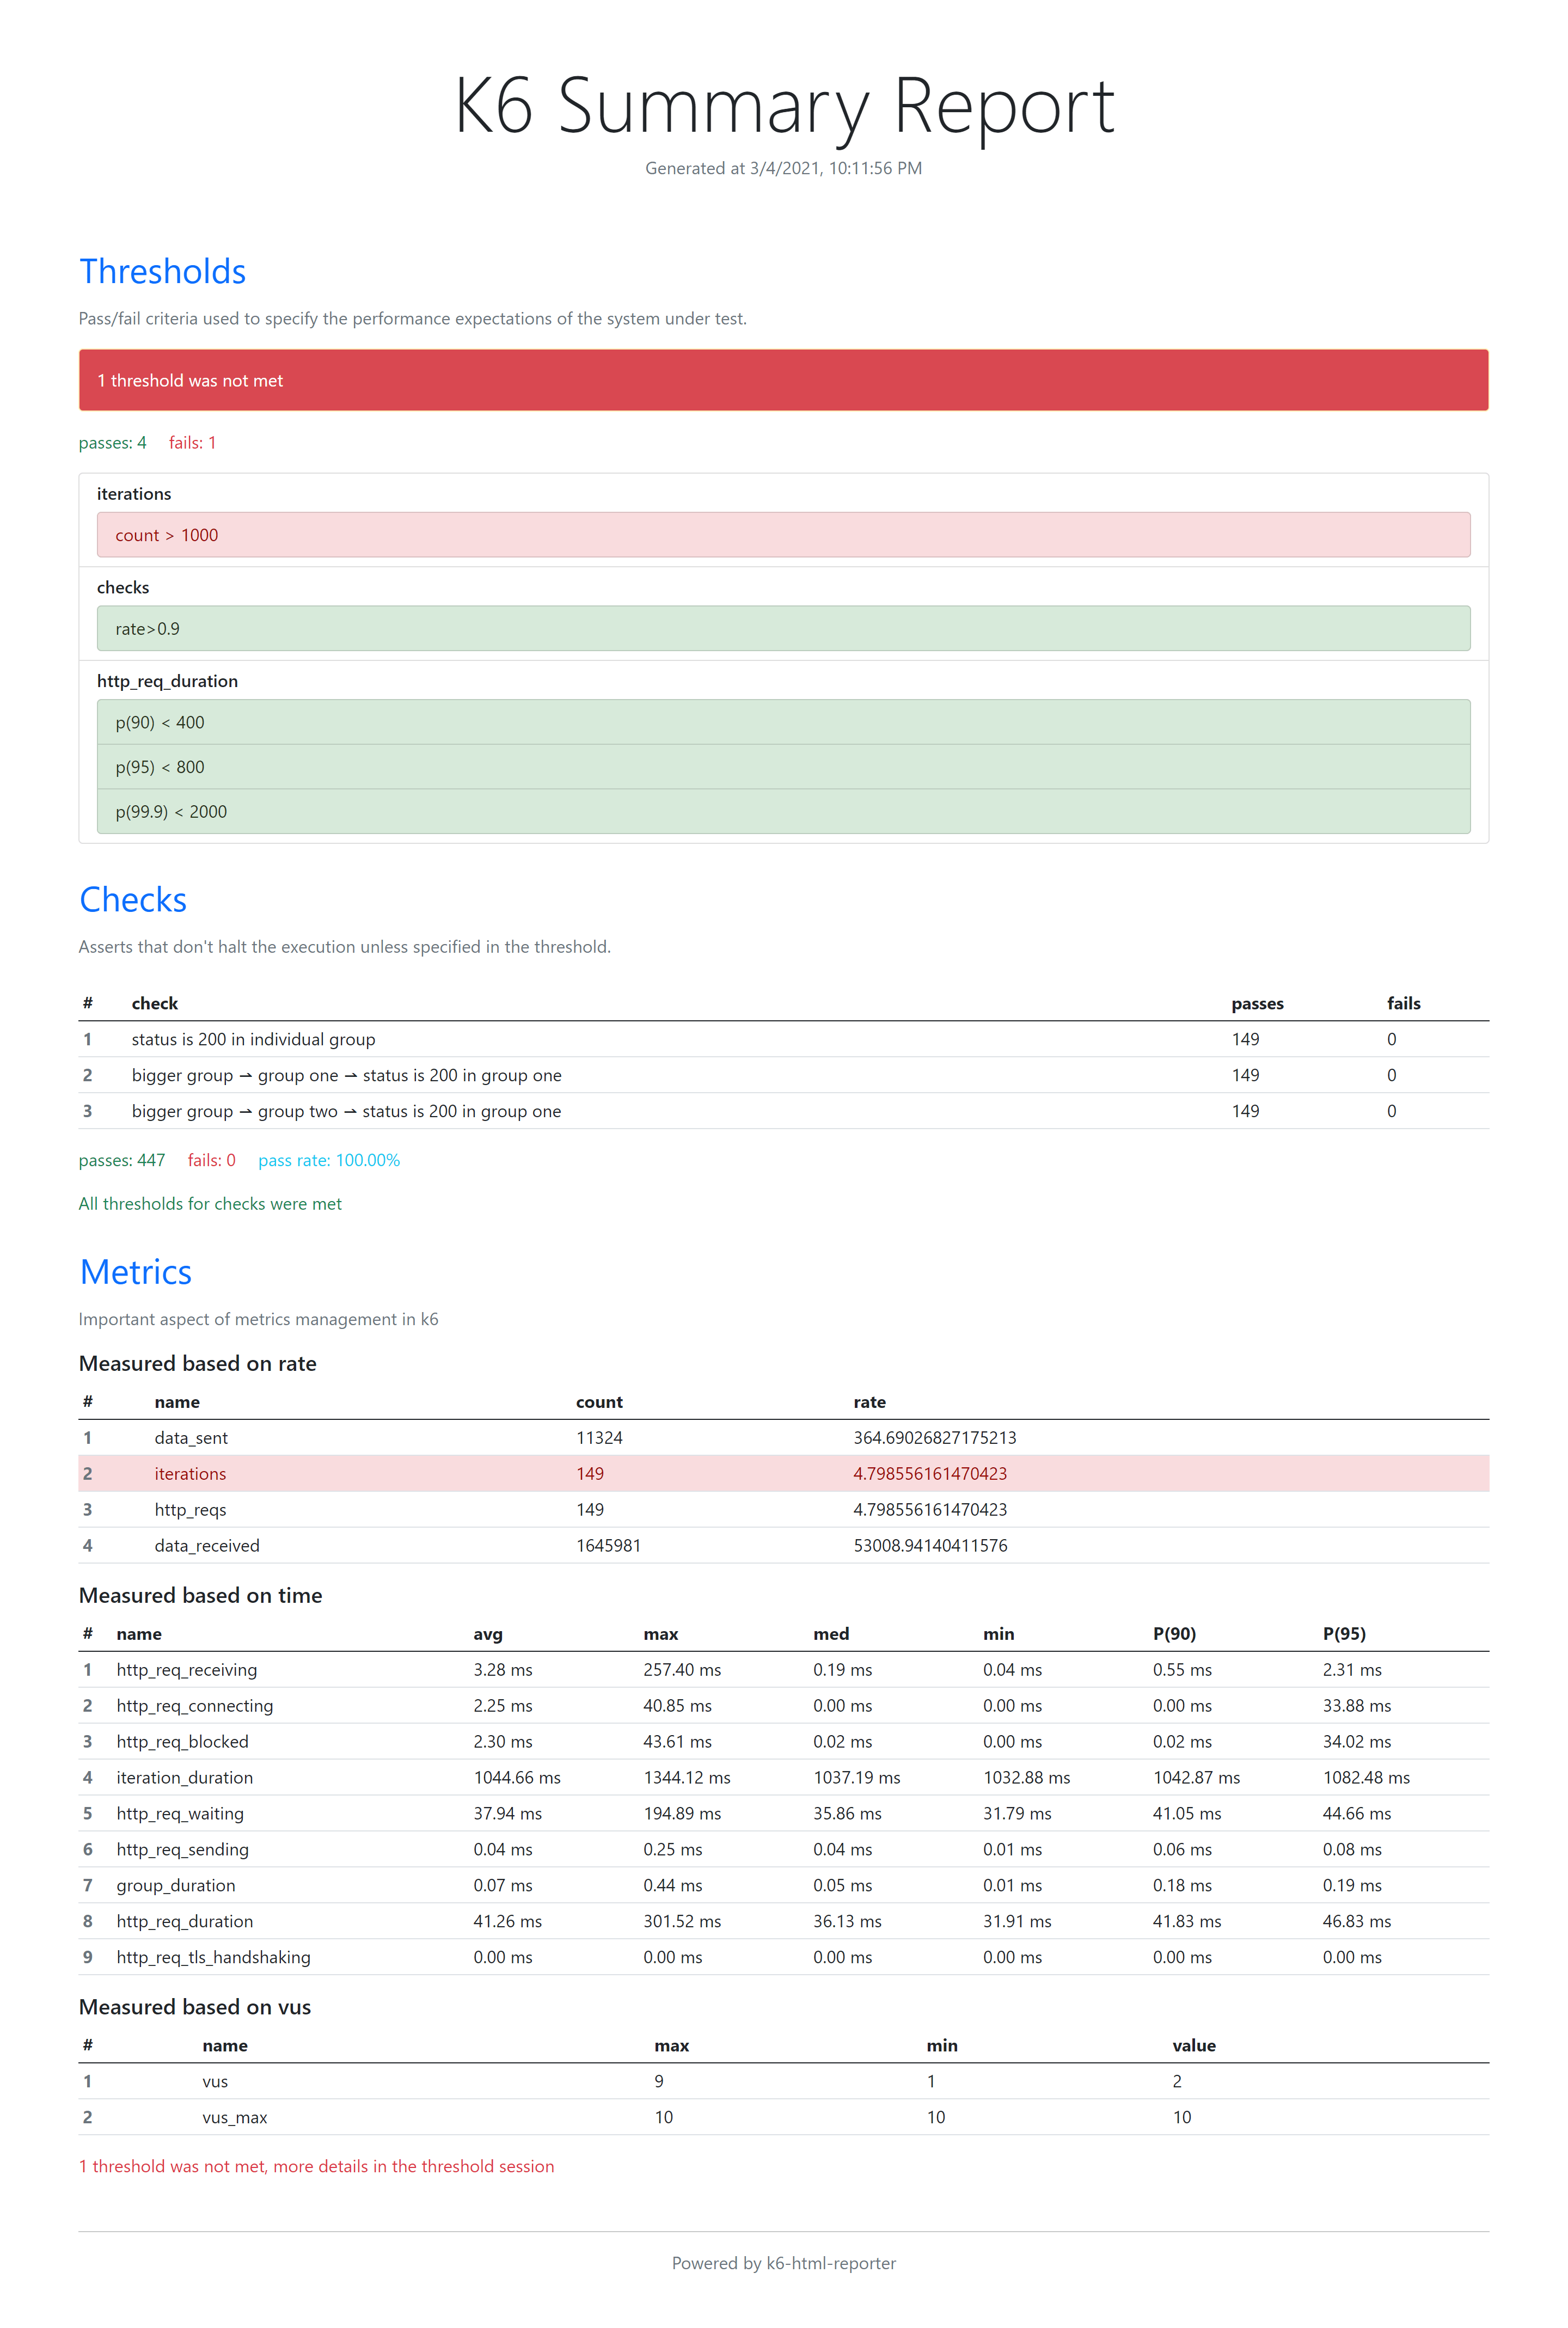 K6 Summary Report
Generated at 3/4/2021, 10:11:56 PM
Thresholds
Pass/fail criteria used to specify the performance expectations of the system under test.
1 threshold was not met
passes: 4 fails: 1
iterations
count > 1000
checks
rate>0.9
http_req_duration
p(90) < 400
p(95) < 800
p(99.9) < 2000
Checks
Asserts that don't halt the execution unless specified in the threshold.
# check passes fails
1 status is 200 in individual group 149 0
2 bigger group ⇀ group one ⇀ status is 200 in group one 149 0
3 bigger group ⇀ group two ⇀ status is 200 in group one 149 0
passes: 447 fails: 0 pass rate: 100.00%
All thresholds for checks were met
Metrics
Important aspect of metrics management in k6
Measured based on rate
# name count rate
1 data_sent 11324 364.69026827175213
2 iterations 149 4.798556161470423
3 http_reqs 149 4.798556161470423
4 data_received 1645981 53008.94140411576
Measured based on time
# name avg max med min P(90) P(95)
1 http_req_receiving 3.28 ms 257.40 ms 0.19 ms 0.04 ms 0.55 ms 2.31 ms
2 http_req_connecting 2.25 ms 40.85 ms 0.00 ms 0.00 ms 0.00 ms 33.88 ms
3 http_req_blocked 2.30 ms 43.61 ms 0.02 ms 0.00 ms 0.02 ms 34.02 ms
4 iteration_duration 1044.66 ms 1344.12 ms 1037.19 ms 1032.88 ms 1042.87 ms 1082.48 ms
5 http_req_waiting 37.94 ms 194.89 ms 35.86 ms 31.79 ms 41.05 ms 44.66 ms
6 http_req_sending 0.04 ms 0.25 ms 0.04 ms 0.01 ms 0.06 ms 0.08 ms
7 group_duration 0.07 ms 0.44 ms 0.05 ms 0.01 ms 0.18 ms 0.19 ms
8 http_req_duration 41.26 ms 301.52 ms 36.13 ms 31.91 ms 41.83 ms 46.83 ms
9 http_req_tls_handshaking 0.00 ms 0.00 ms 0.00 ms 0.00 ms 0.00 ms 0.00 ms
Measured based on vus
# name max min value
1 vus 9 1 2
2 vus_max 10 10 10
1 threshold was not met, more details in the threshold session
Powered by k6-html-reporter